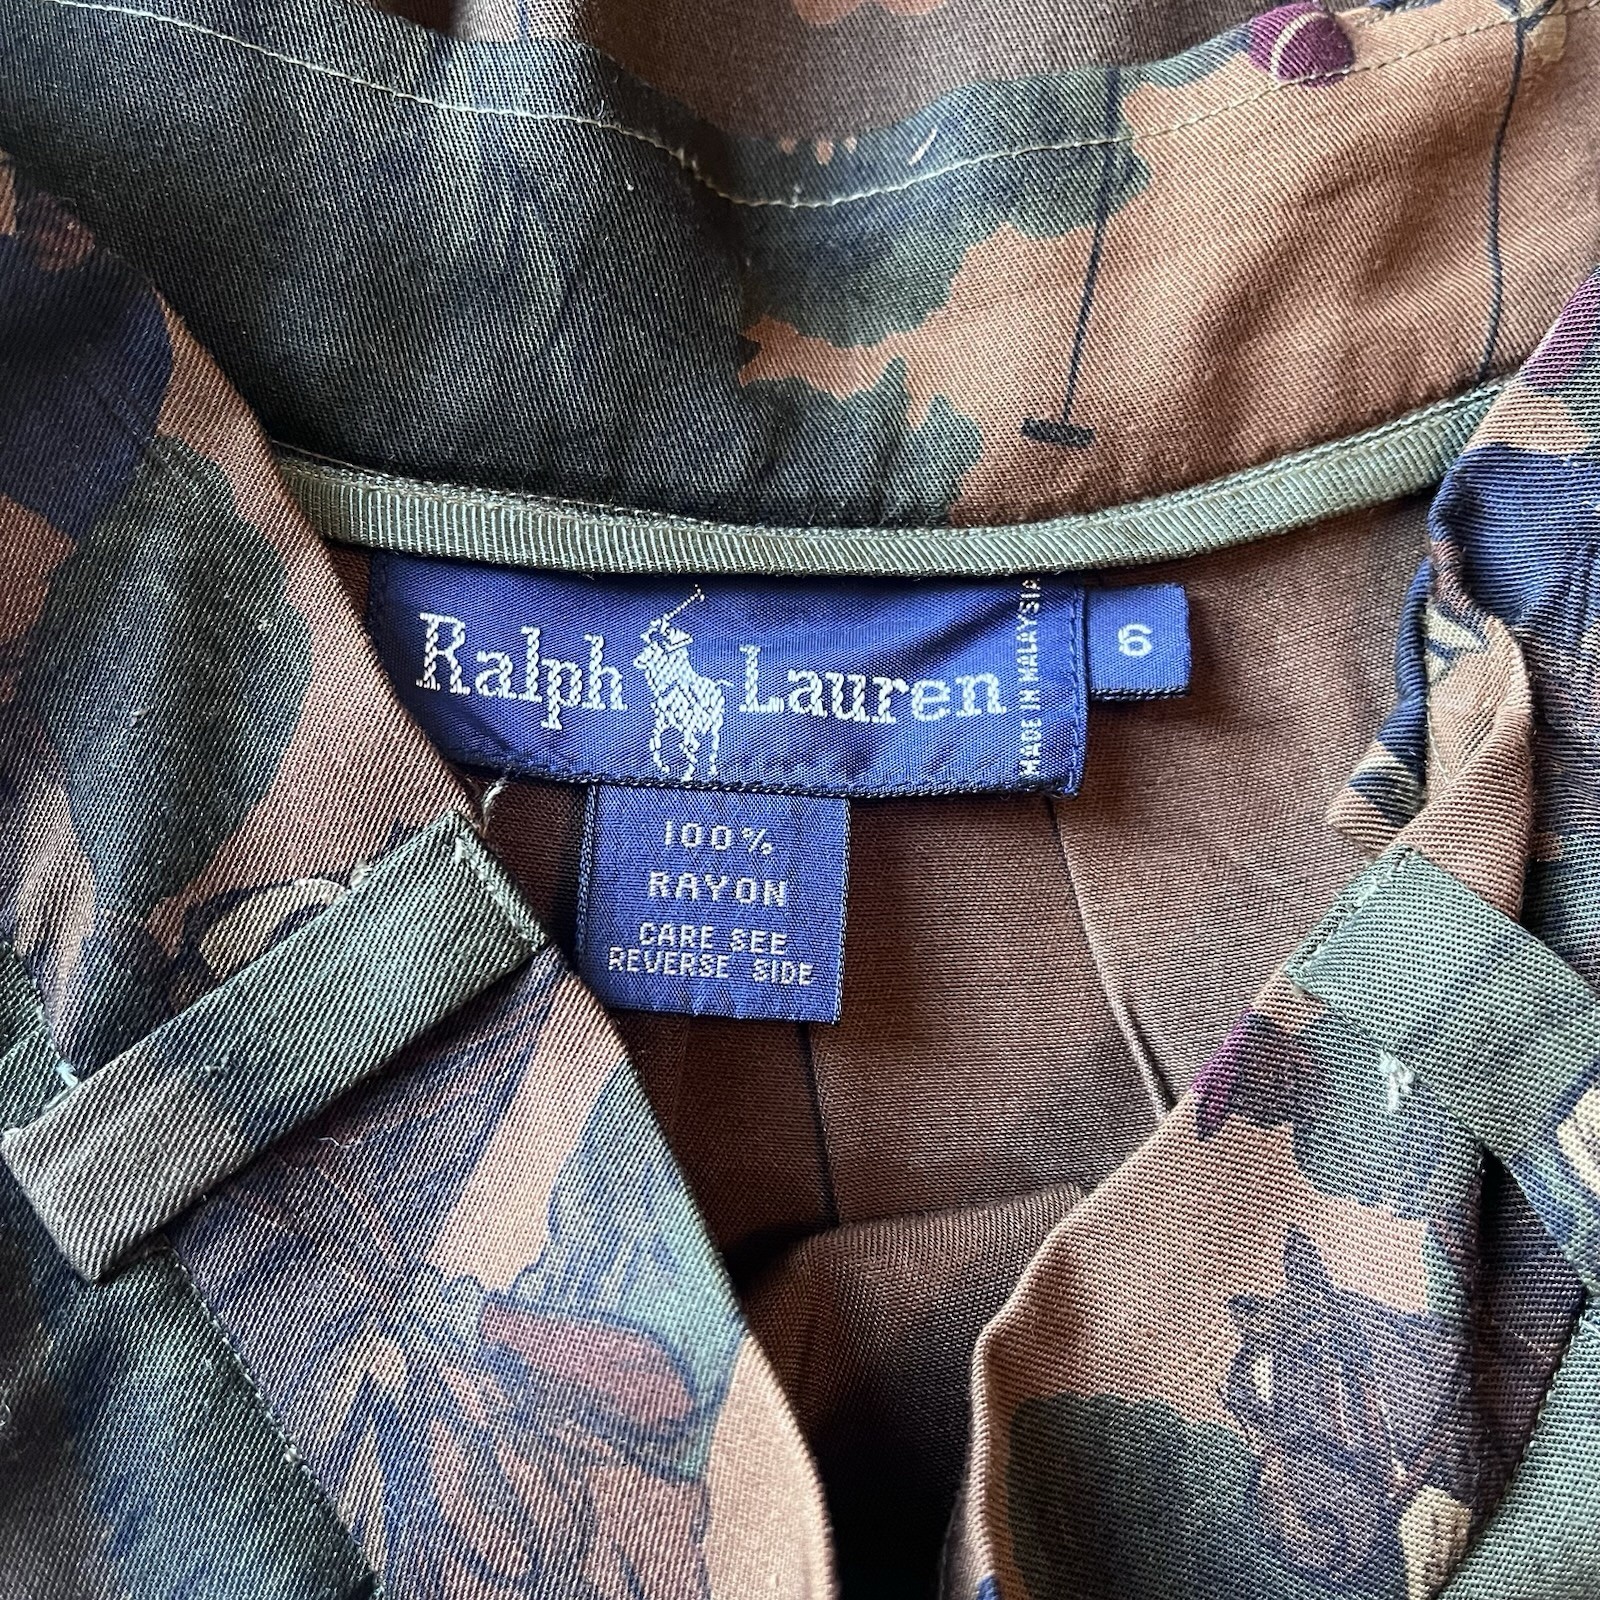 Ralph Lauren
MADE IN MALAYSIA
6
100%
RAYON
CARE SEE
REVERSE SIDE